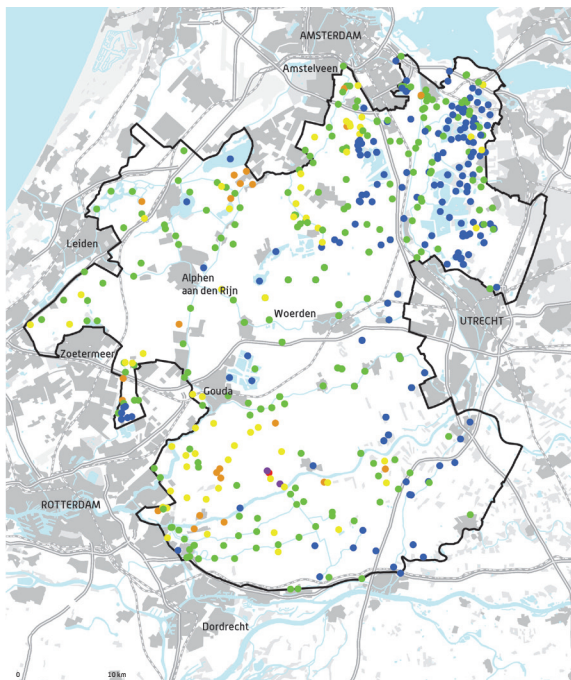 AMSTERDAM
Amstelveen
Leiden
Alphen
aan den Rijn
Woerden
UTRECHT
Zoetermeer
Gouda
ROTTERDAM
Dordrecht
0 10 km